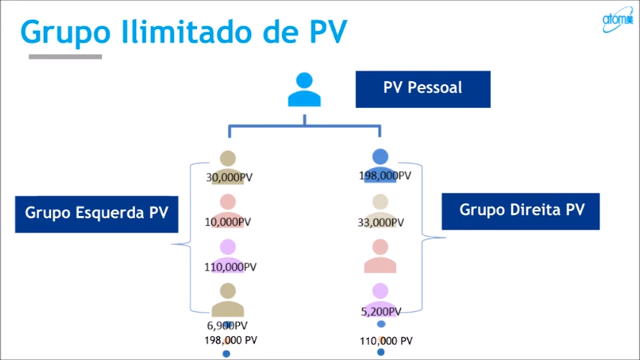 Grupo Ilimitado de PV
atomy
PV Pessoal
30,000PV
198,000PV
Grupo Esquerda PV
10,000PV
33,000PV
Grupo Direita PV
110,000PV
6,900PV
5,200PV
198,000 PV
110,000 PV